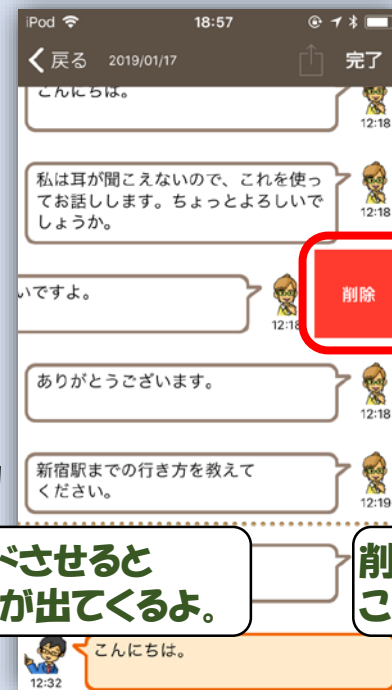 iPod 18:57
戻る 2019/01/17 完了
こんにちは。
12:18
私は耳が聞こえないので、これを使っ
てお話しします。ちょっとよろしいで
しょうか。
12:18
いですよ。
12:18
削除
ありがとうございます。
12:18
新宿駅までの行き方を教えて
ください。
12:19
ドさせると
が出てくるよ。
削
こ
こんにちは。
12:32